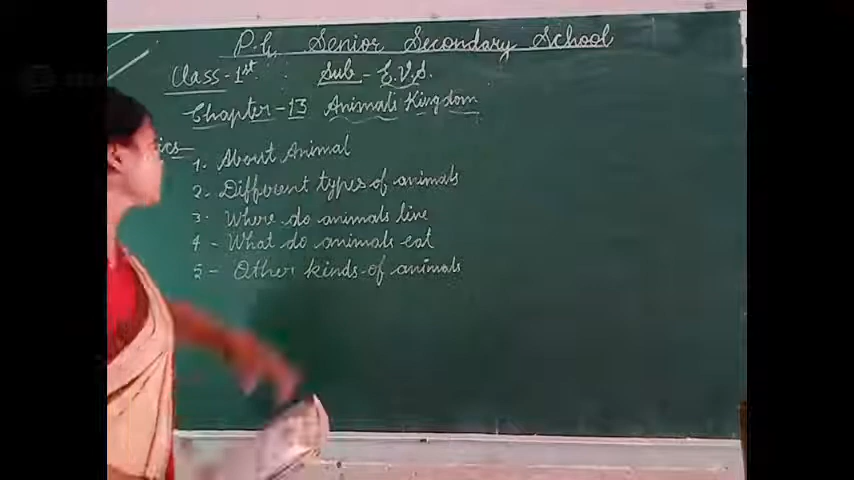 P.G. Senior Secondary School
Class - 1st Sub - E.V.S.
Chapter - 13 Animals Kingdom
ics -
1. About Animal
2 - Different types of animals
3. Where do animals live
4 - What do animals eat
5 - Other kinds - of animals